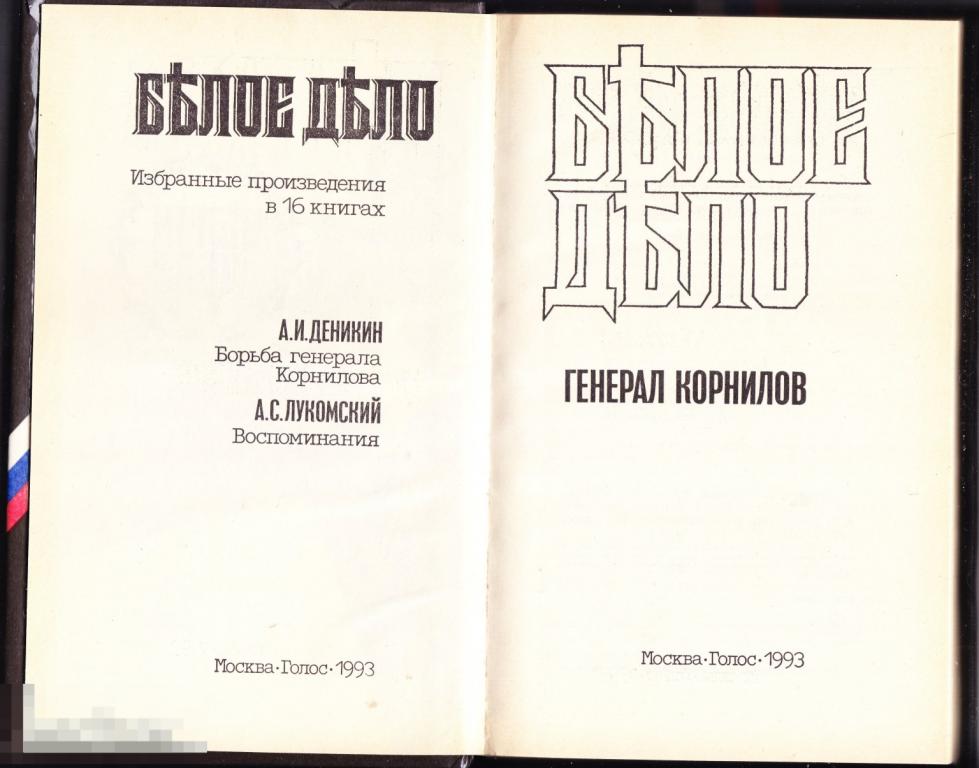 БѢЛОЕ ДѢЛО
Избранные произведения
в 16 книгах
А.И.ДЕНИКИН
Борьба генерала
Корнилова
А.С.ЛУКОМСКИЙ
Воспоминания
Москва·Голос·1993
БѢЛОЕ
ДѢЛО
ГЕНЕРАЛ КОРНИЛОВ
Москва·Голос·1993